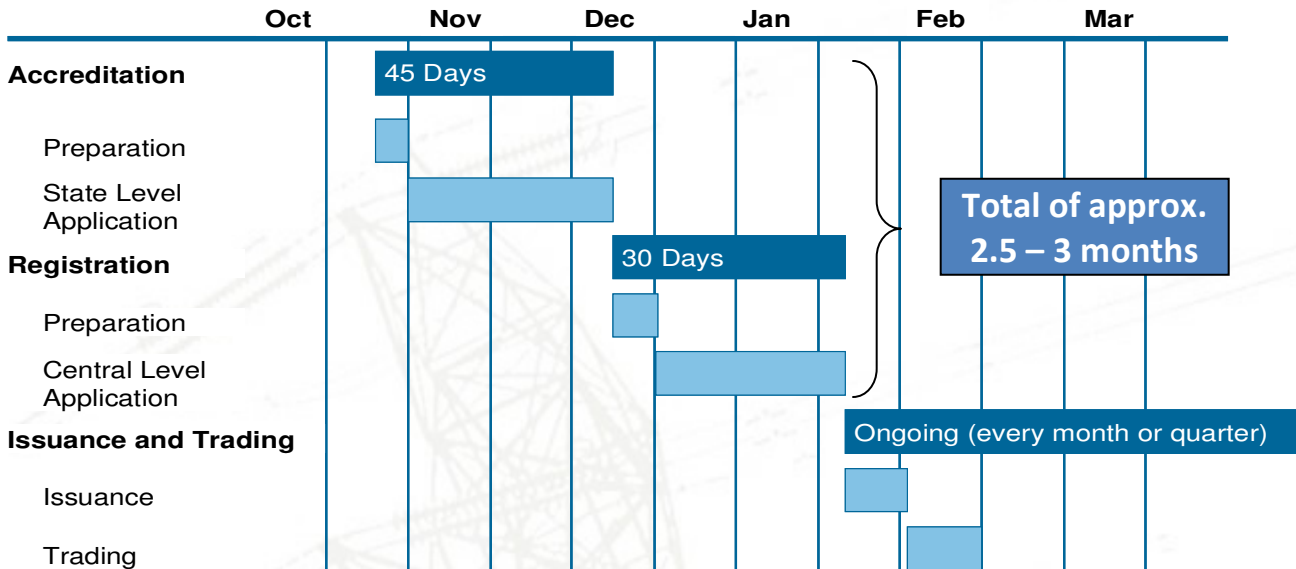 Oct Nov Dec Jan Feb Mar
Accreditation
45 Days
Preparation
State Level
Application
Total of approx.
2.5 – 3 months
Registration
30 Days
Preparation
Central Level
Application
Issuance and Trading
Ongoing (every month or quarter)
Issuance
Trading